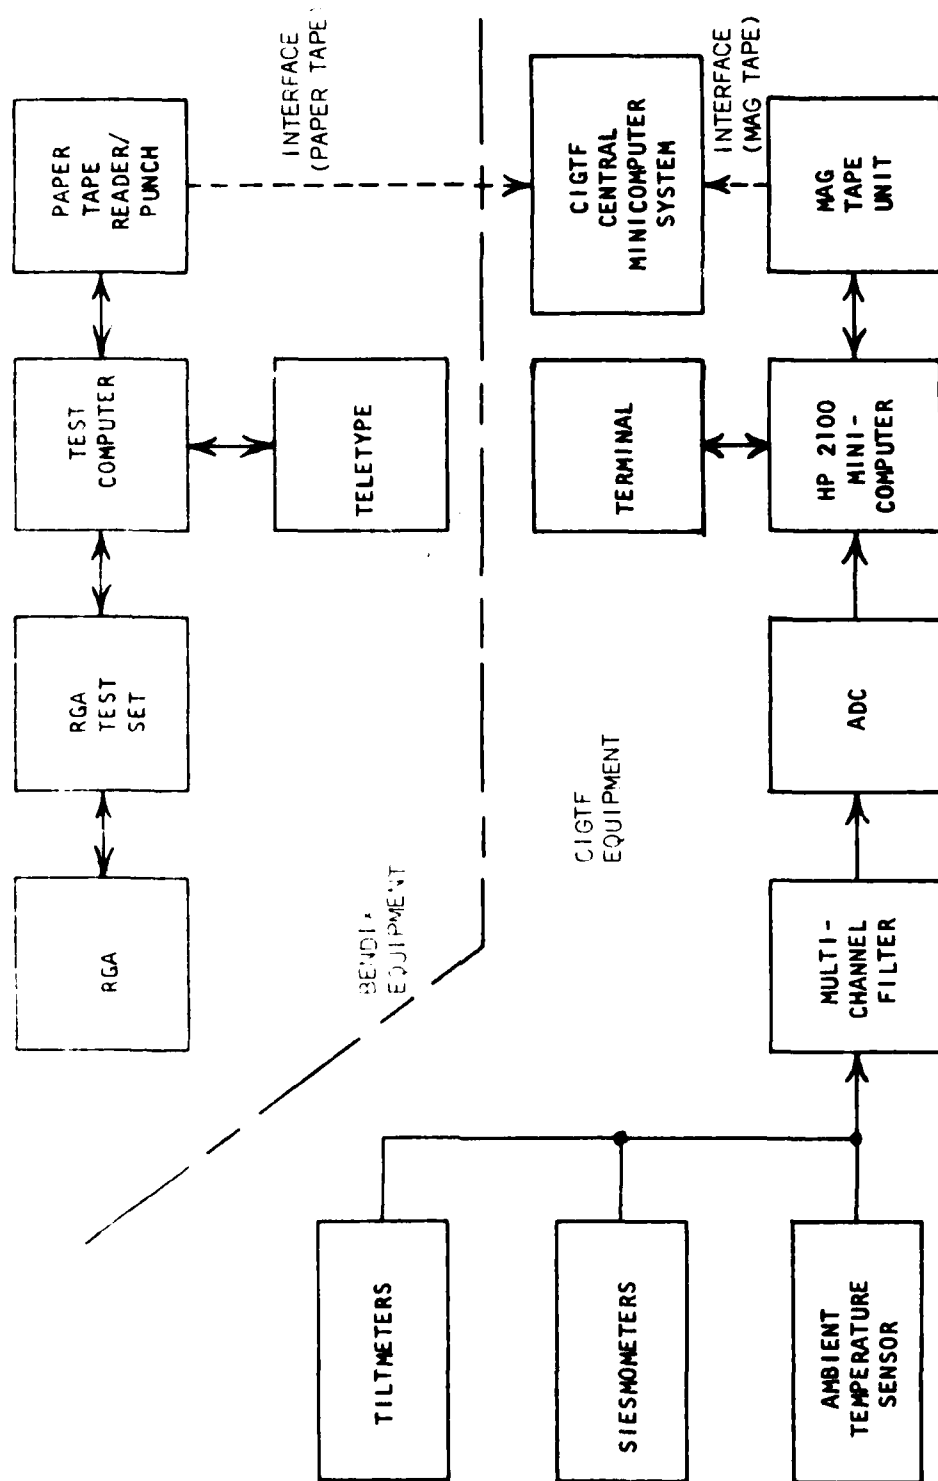 RGA
RGA
TEST
SET
TEST
COMPUTER
PAPER
TAPE
READER/
PUNCH
TELETYPE
INTERFACE
(PAPER TAPE)
EQUIPMENT
CIGTF
EQUIPMENT
TERMINAL
CIGTF
CENTRAL
MINICOMPUTER
SYSTEM
INTERFACE
(MAG TAPE)
TILTMETERS
SIESMOMETERS
AMBIENT
TEMPERATURE
SENSOR
MULTI-
CHANNEL
FILTER
ADC
HP 2100
MINI-
COMPUTER
MAG
TAPE
UNIT